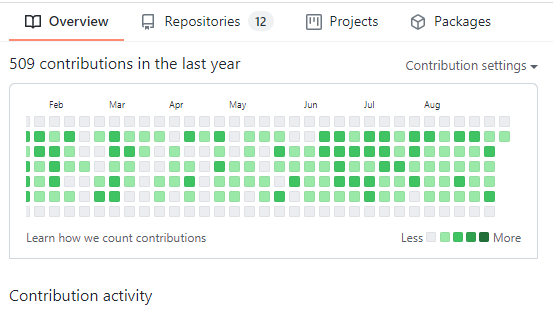 Overview Repositories 12 Projects Packages
509 contributions in the last year Contribution settings
Feb Mar Apr May Jun Jul Aug
Learn how we count contributions Less More
Contribution activity